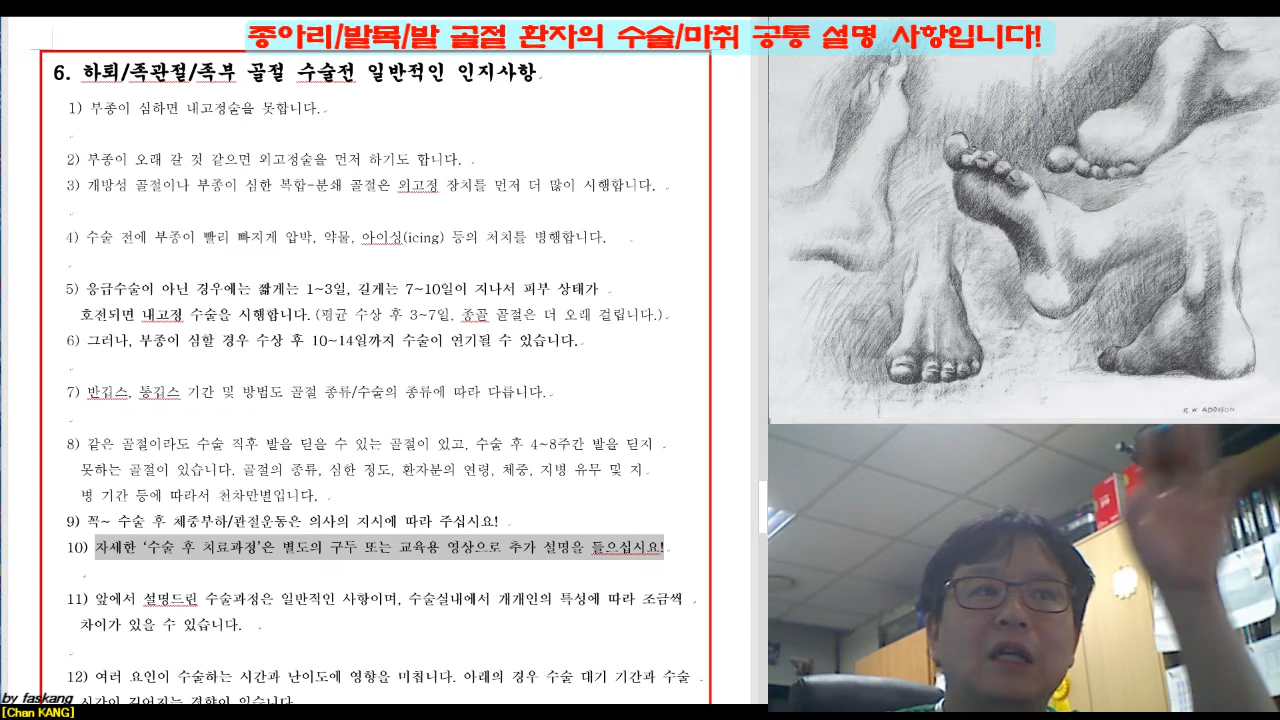 종아리/발목/발 골절 환자의 수술/마취 공통 설명 사항입니다!
6. 하퇴/족관절/족부 골절 수술전 일반적인 인지사항
1) 부종이 심하면 내고정술을 못합니다.
2) 부종이 오래 갈 것 같으면 외고정술을 먼저 하기도 합니다.
3) 개방성 골절이나 부종이 심한 복합-분쇄 골절은 외고정 장치를 먼저 더 많이 시행합니다.
4) 수술 전에 부종이 빨리 빠지게 압박, 약물, 아이싱(icing) 등의 처치를 병행합니다.
5) 응급수술이 아닌 경우에는 짧게는 1~3일, 길게는 7~10일이 지나서 피부 상태가
호전되면 내고정 수술을 시행합니다. (평균 수상 후 3~7일, 종골 골절은 더 오래 걸립니다.)
6) 그러나, 부종이 심할 경우 수상 후 10~14일까지 수술이 연기될 수 있습니다.
7) 반깁스, 통깁스 기간 및 방법도 골절 종류/수술의 종류에 따라 다릅니다.
8) 같은 골절이라도 수술 직후 발을 딛을 수 있는 골절이 있고, 수술 후 4~8주간 발을 딛지
못하는 골절이 있습니다. 골절의 종류, 심한 정도, 환자분의 연령, 체중, 지병 유무 및 지
병 기간 등에 따라서 천차만별입니다.
9) 꼭~ 수술 후 체중부하/관절운동은 의사의 지시에 따라 주십시요!
10) 자세한 '수술 후 치료과정'은 별도의 구두 또는 교육용 영상으로 추가 설명을 들으십시요!
11) 앞에서 설명드린 수술과정은 일반적인 사항이며, 수술실내에서 개개인의 특성에 따라 조금씩
차이가 있을 수 있습니다.
12) 여러 요인이 수술하는 시간과 난이도에 영향을 미칩니다. 아래의 경우 수술 대기 기간과 수술
시간이 길어지는 경향이 있습니다
by faskang
[Chan KANG]
R W ADDISON